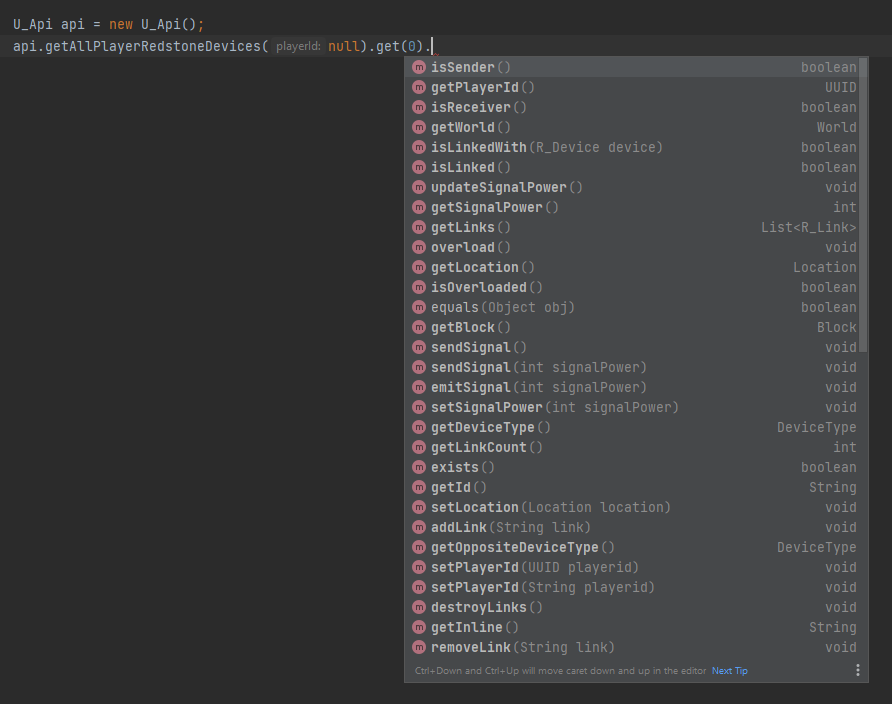 U_Api api = new U_Api();
api.getAllPlayerRedstoneDevices( playerId: null).get(0).
m isSender() boolean
m getPlayerId() UUID
m isReceiver() boolean
m getWorld() World
m isLinkedWith(R_Device device) boolean
m isLinked() boolean
m updateSignalPower() void
m getSignalPower() int
m getLinks() List<R_Link>
m overload() void
m getLocation() Location
m isOverloaded() boolean
m equals(Object obj) boolean
m getBlock() Block
m sendSignal() void
m sendSignal(int signalPower) void
m emitSignal(int signalPower) void
m setSignalPower(int signalPower) void
m getDeviceType() DeviceType
m getLinkCount() int
m exists() boolean
m getId() String
m setLocation(Location location) void
m addLink(String link) void
m getOppositeDeviceType() DeviceType
m setPlayerId(UUID playerid) void
m setPlayerId(String playerid) void
m destroyLinks() void
m getInline() String
m removeLink(String link) void
Ctrl+Down and Ctrl+Up will move caret down and up in the editor Next Tip